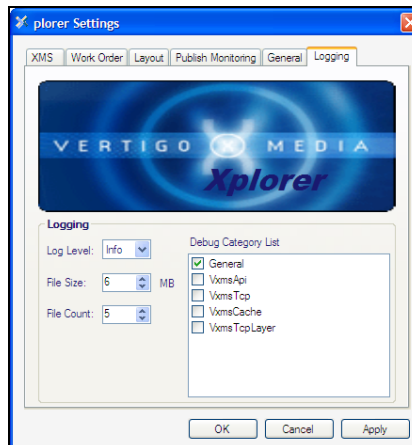 plorer Settings
XMS Work Order Layout Publish Monitoring General Logging
VERTIGO X MEDIA
Xplorer
Logging
Log Level: Info
File Size: 6 MB
File Count: 5
Debug Category List
General
VxmsApi
VxmsTcp
VxmsCache
VxmsTcpLayer
OK Cancel Apply